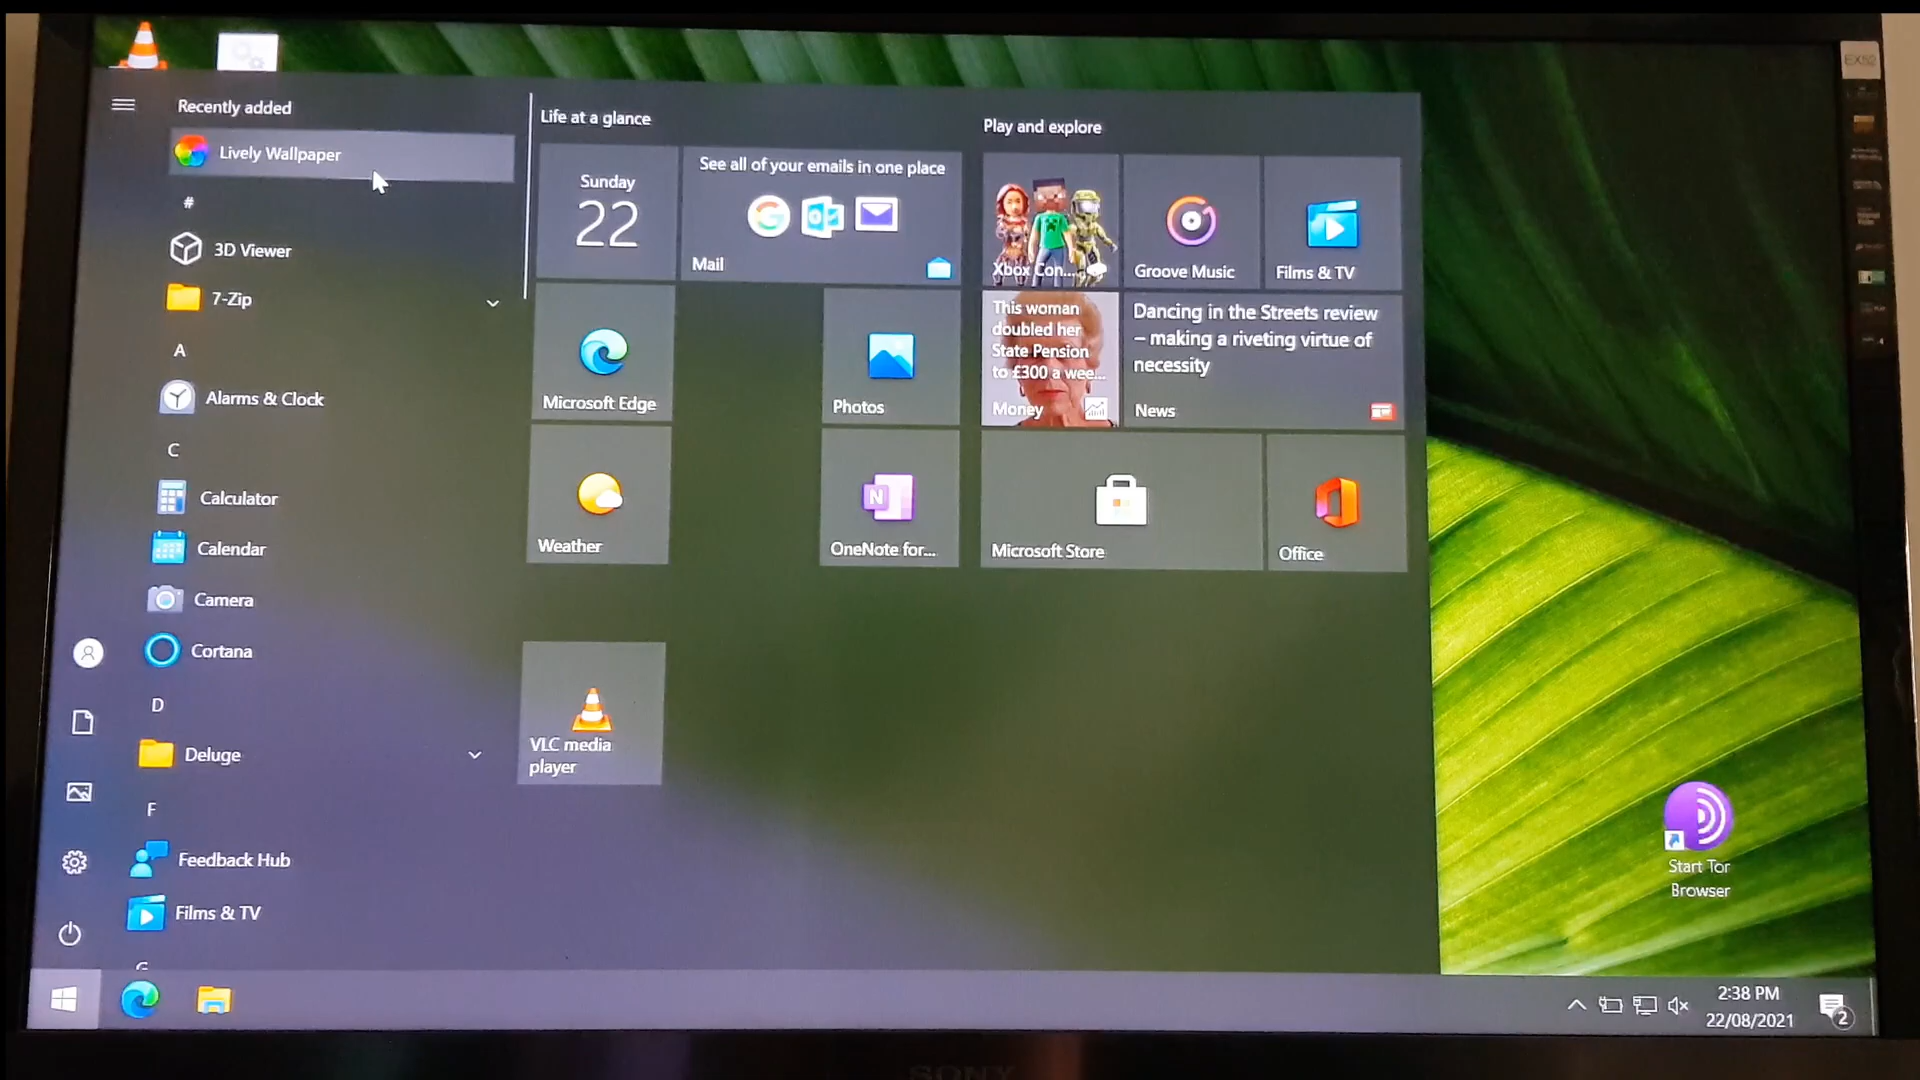 Recently added
Lively Wallpaper
#
3D Viewer
7-Zip
A
Alarms & Clock
C
Calculator
Calendar
Camera
Cortana
D
Deluge
F
Feedback Hub
Films & TV
Life at a glance
Sunday
22
See all of your emails in one place
Mail
Microsoft Edge
Photos
Weather
OneNote for...
VLC media
player
Play and explore
Xbox Con...
Groove Music
Films & TV
This woman
doubled her
State Pension
to £300 a wee...
Money
Dancing in the Streets review
– making a riveting virtue of
necessity
News
Microsoft Store
Office
Start Tor
Browser
2:38 PM
22/08/2021
2
SONY